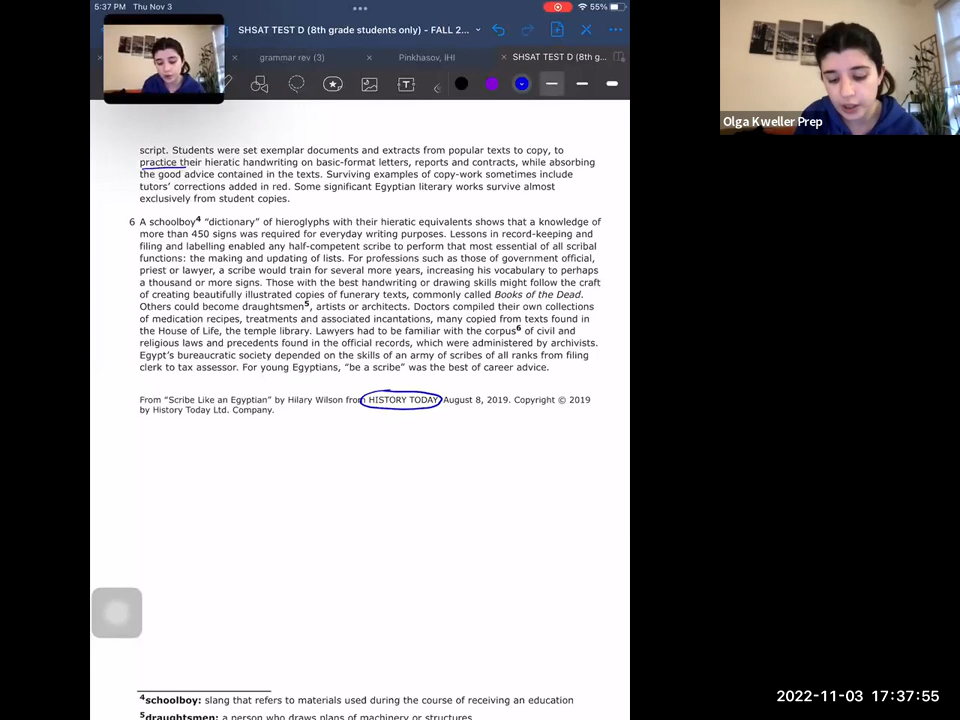 5:37 PM Thu Nov 3
55%
SHSAT TEST D (8th grade students only) – FALL 2...
grammar rev (3)
Pinkhasov, IHI
SHSAT TEST D (8th g...
Olga Kweller Prep
script. Students were set exemplar documents and extracts from popular texts to copy, to
practice their hieratic handwriting on basic-format letters, reports and contracts, while absorbing
the good advice contained in the texts. Surviving examples of copy-work sometimes include
tutors’ corrections added in red. Some significant Egyptian literary works survive almost
exclusively from student copies.
6 A schoolboy4 “dictionary” of hieroglyphs with their hieratic equivalents shows that a knowledge of
more than 450 signs was required for everyday writing purposes. Lessons in record-keeping and
filing and labelling enabled any half-competent scribe to perform that most essential of all scribal
functions: the making and updating of lists. For professions such as those of government official,
priest or lawyer, a scribe would train for several more years, increasing his vocabulary to perhaps
a thousand or more signs. Those with the best handwriting or drawing skills might follow the craft
of creating beautifully illustrated copies of funerary texts, commonly called Books of the Dead.
Others could become draughtsmen5, artists or architects. Doctors compiled their own collections
of medication recipes, treatments and associated incantations, many copied from texts found in
the House of Life, the temple library. Lawyers had to be familiar with the corpus6 of civil and
religious laws and precedents found in the official records, which were administered by archivists.
Egypt’s bureaucratic society depended on the skills of an army of scribes of all ranks from filing
clerk to tax assessor. For young Egyptians, “be a scribe” was the best of career advice.
From “Scribe Like an Egyptian” by Hilary Wilson from HISTORY TODAY August 8, 2019. Copyright © 2019
by History Today Ltd. Company.
4schoolboy: slang that refers to materials used during the course of receiving an education
5draughtsmen: a person who draws plans of machinery or structures
2022-11-03 17:37:55